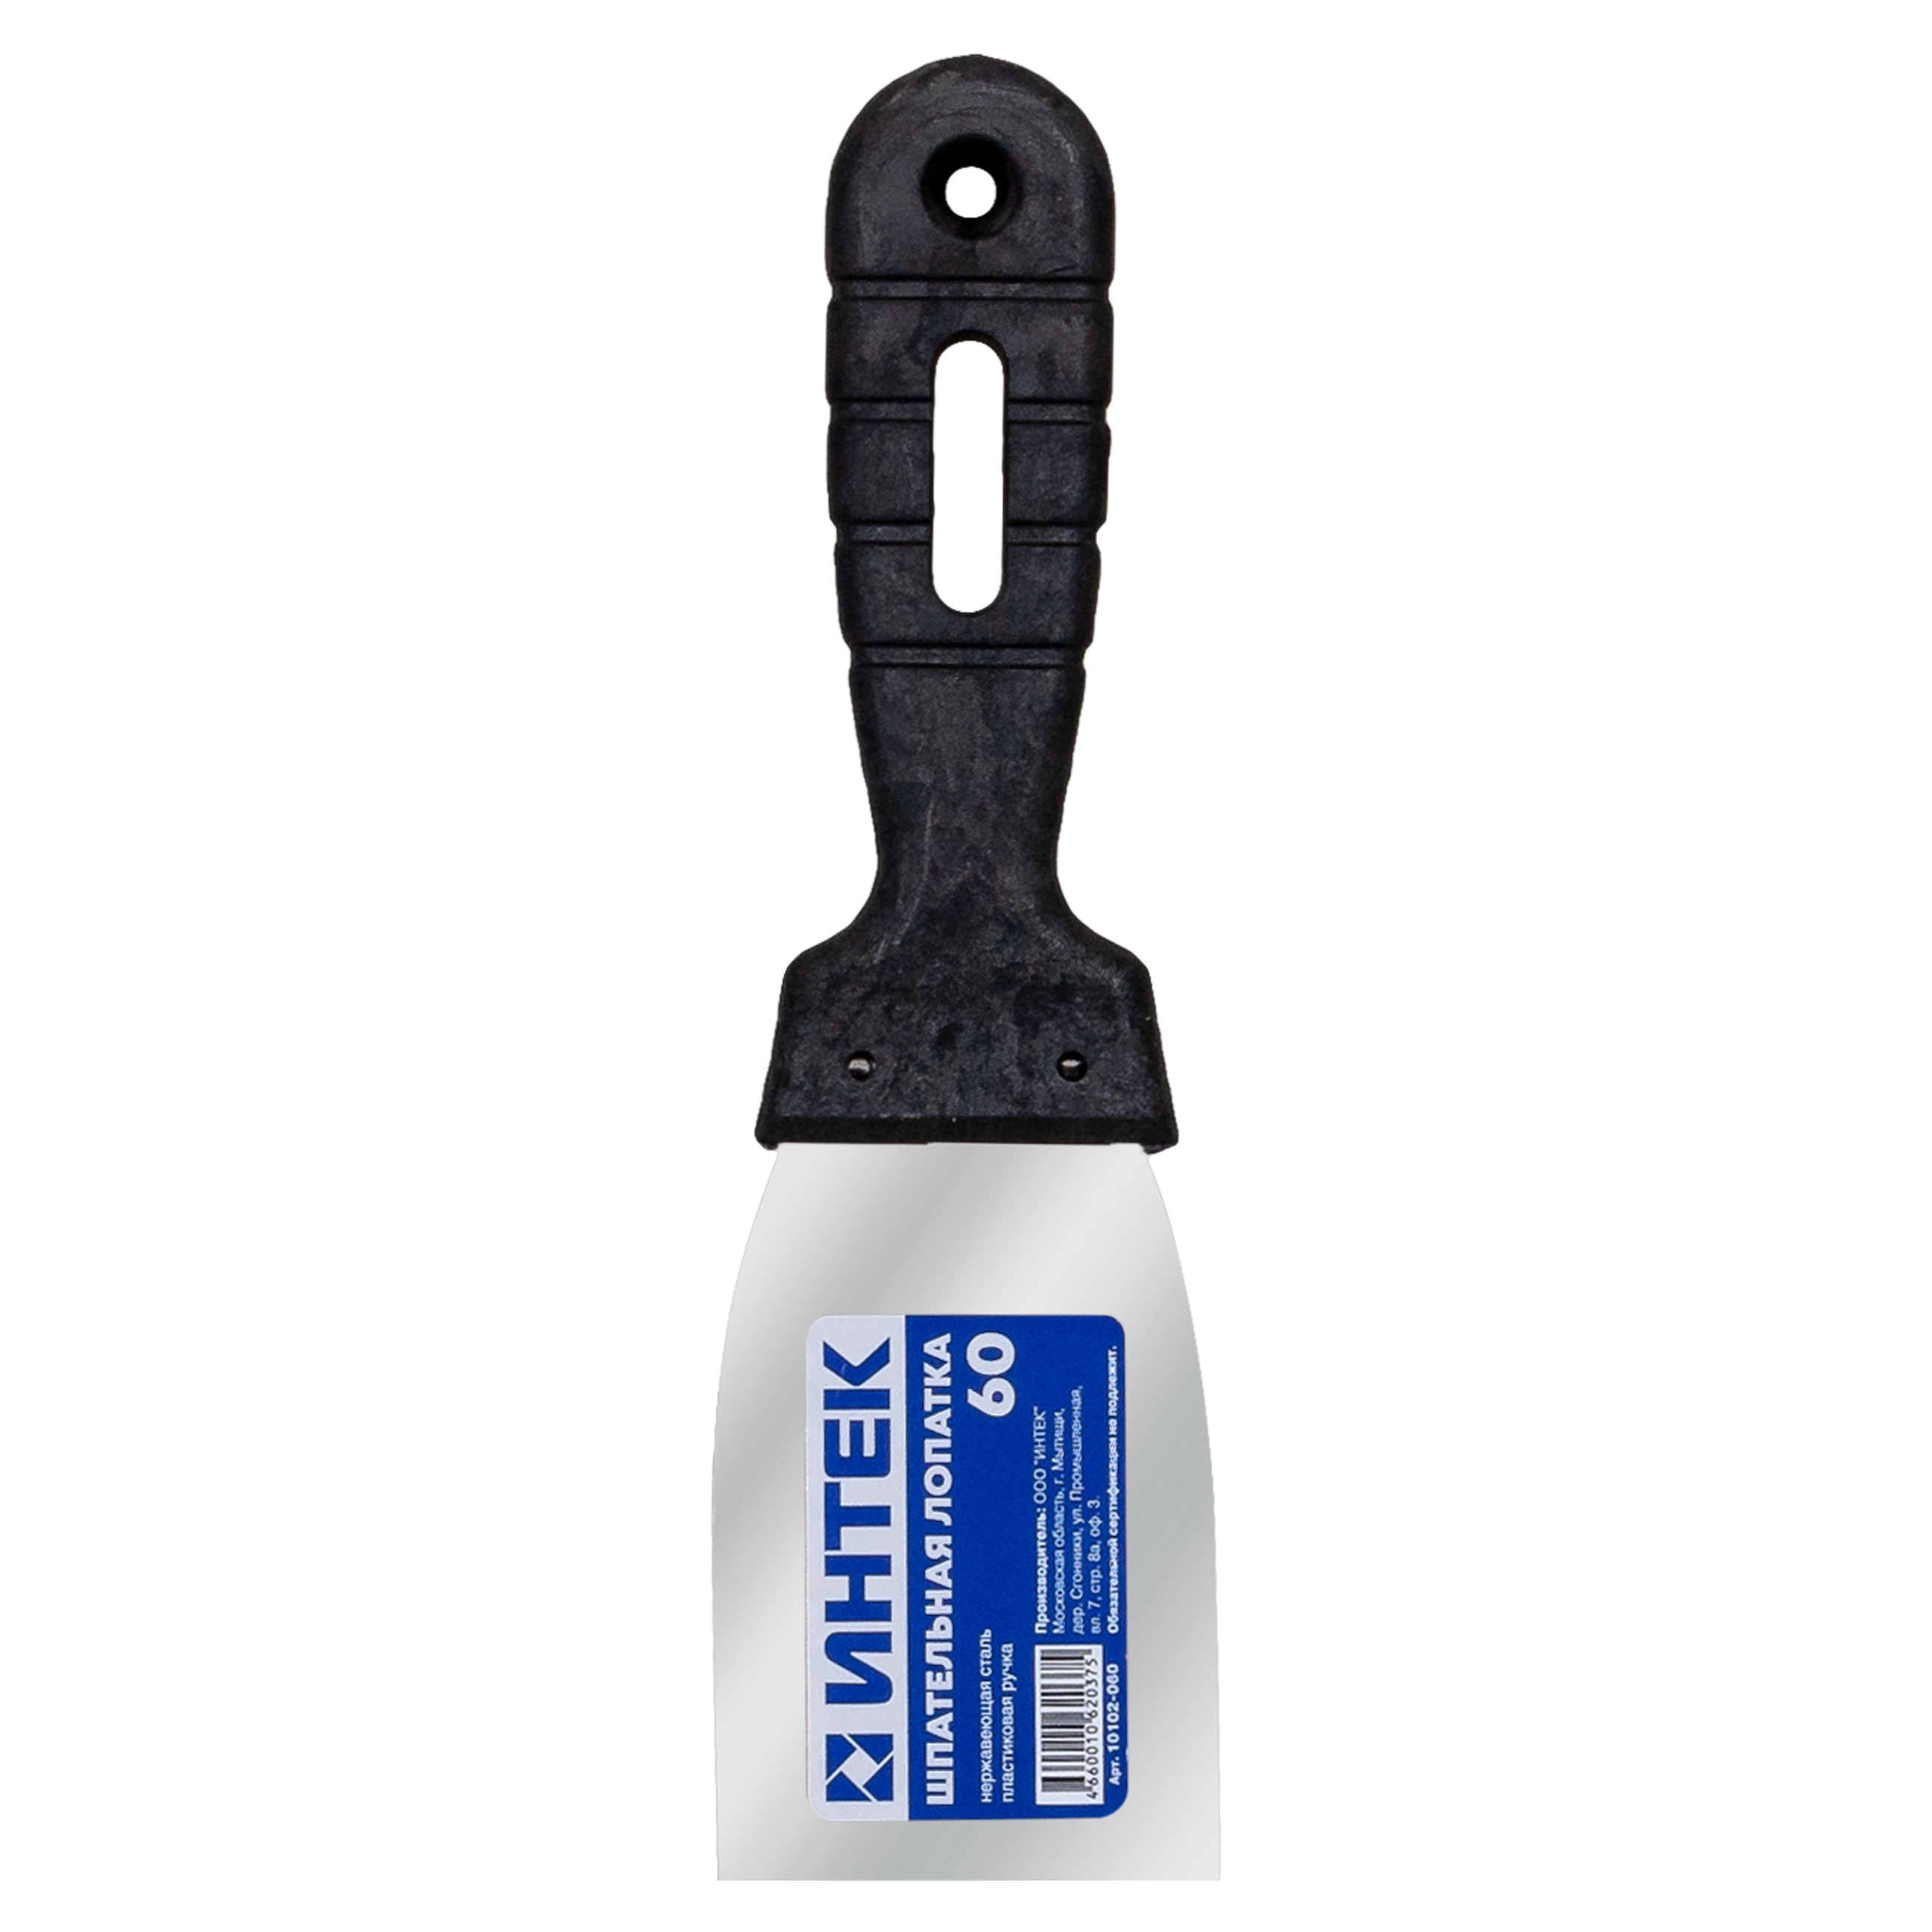 ИНТЕК
ШПАТЕЛЬНАЯ ЛОПАТКА
60
нержавеющая сталь
пластиковая ручка
Производитель: ООО "ИНТЕК"
Московская область, г. Мытищи,
дер. Сгонники, ул. Промышленная,
вл. 7, стр. 8а, оф. 3.
Обязательной сертификации не подлежит.
4660010620375
Арт. 10102-060